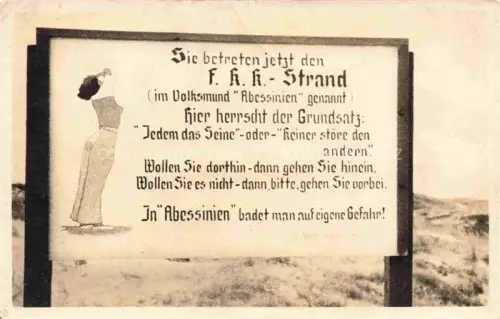 Sie betreten jetzt den
F. K. K. - Strand
(im Volksmund "Abessinien" genannt)
Hier herrscht der Grundsatz:
"Jedem das Seine"-oder-"Keiner störe den
andern."
Wollen Sie dorthin-dann gehen Sie hinein.
Wollen Sie es nicht-dann, bitte, gehen Sie vorbei.
In "Abessinien" badet man auf eigene Gefahr!